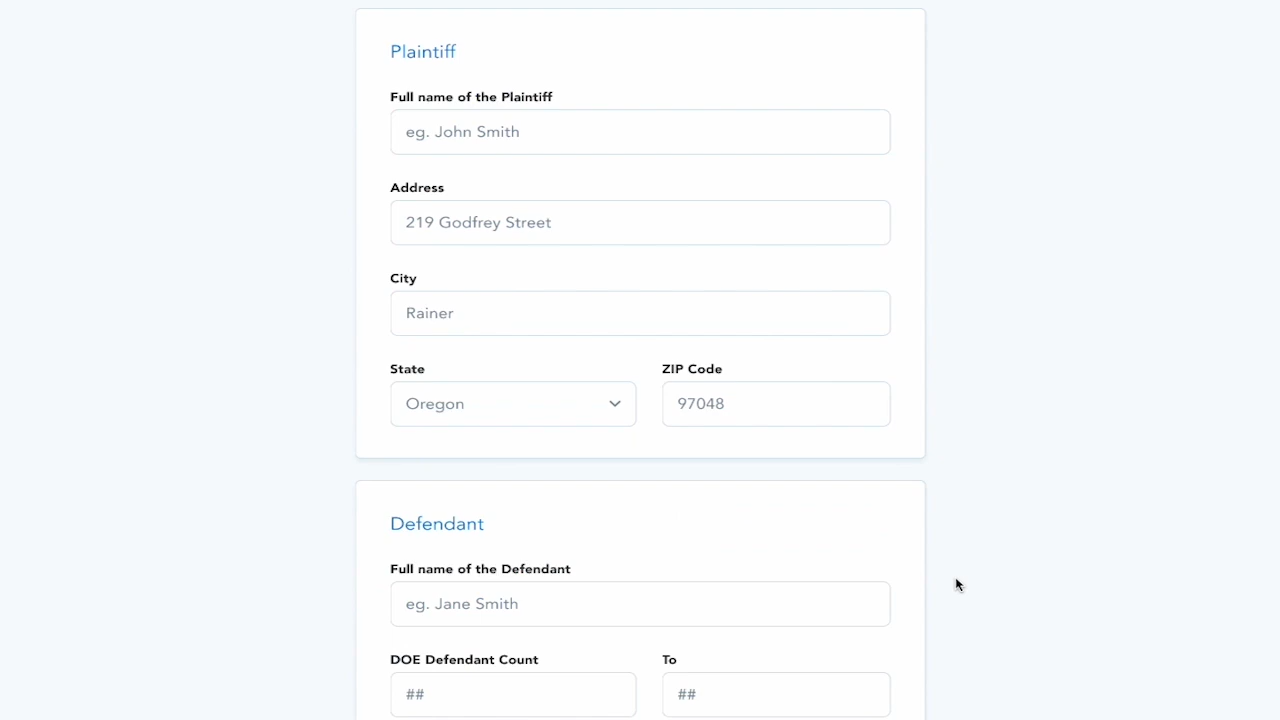 Plaintiff
Full name of the Plaintiff
eg. John Smith
Address
219 Godfrey Street
City
Rainer
State
ZIP Code
Oregon
97048
Defendant
Full name of the Defendant
eg. Jane Smith
DOE Defendant Count
To
##
##